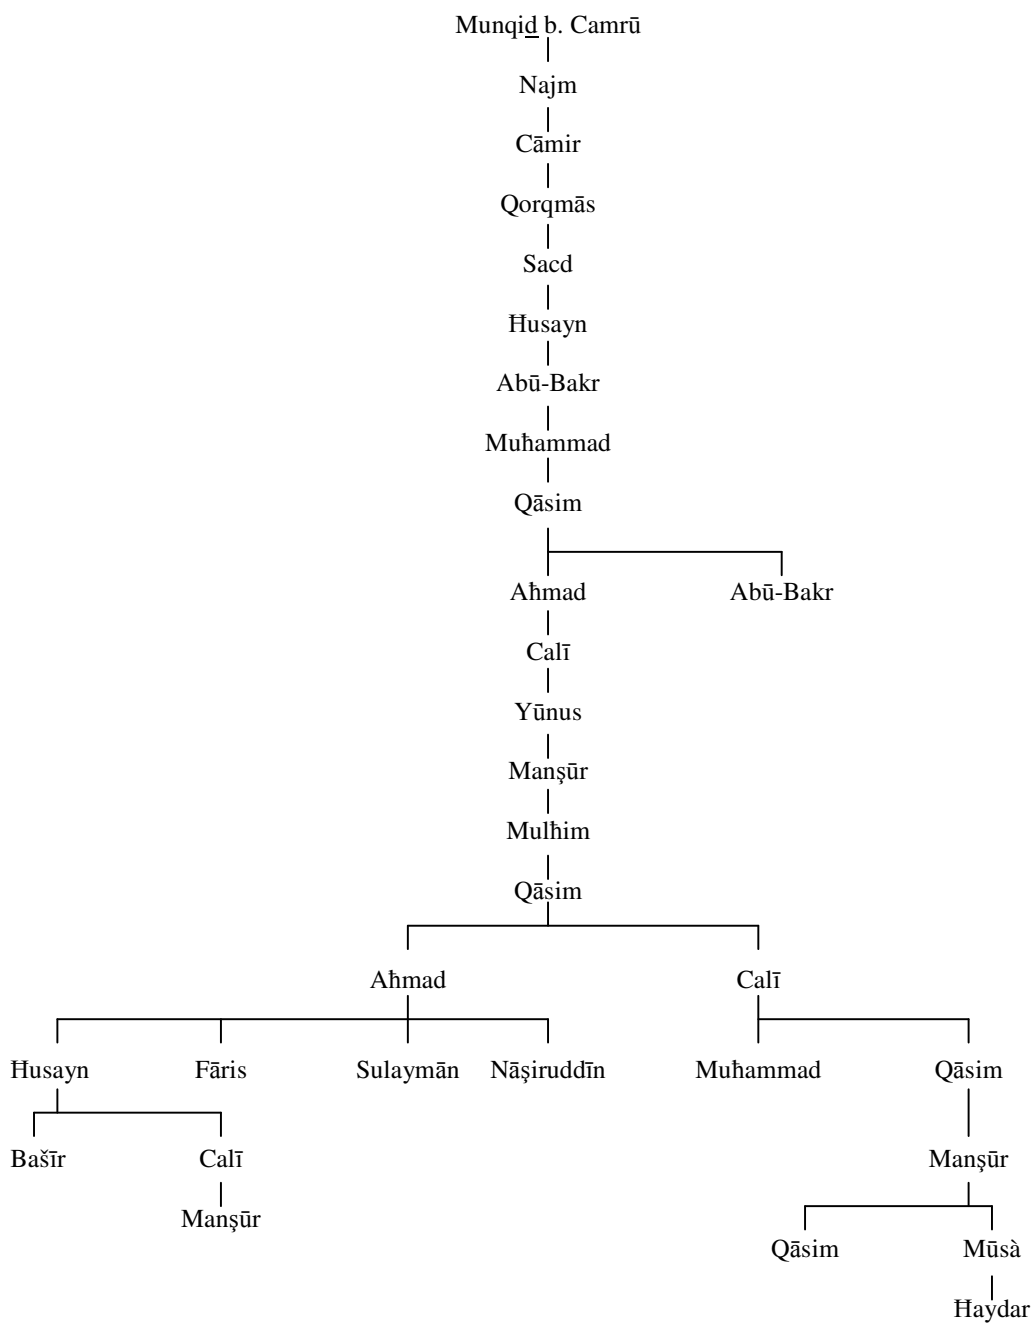 Munqid b. Camrū
Najm
Cāmir
Qorqmās
Sacd
Ħusayn
Abū-Bakr
Muħammad
Qāsim
Aħmad Abū-Bakr
Calī
Yūnus
Manşūr
Mulħim
Qāsim
Aħmad Calī
Ħusayn Fāris Sulaymān Nāşiruddīn Muħammad Qāsim
Bašīr Calī Manşūr
Manşūr
Qāsim Mūsà
Ħaydar